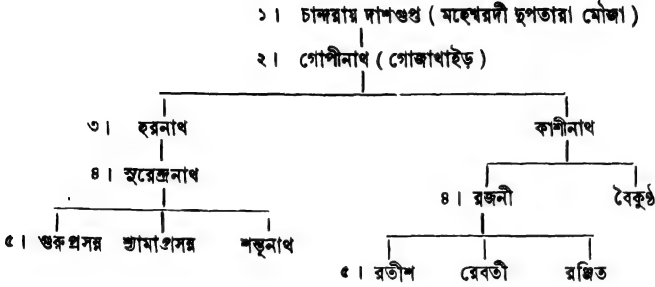 ১। চান্দরায় দাশগুপ্ত ( মহেশ্বরদী দুপতারা মৌজা )
২। গোপীনাথ ( গোজাথাইড় )
৩। হরনাথ কাশীনাথ
৪। সুরেন্দ্রনাথ
৪। রজনী বৈকুণ্ঠ
৫। গুরুপ্রসন্ন শ্যামাপ্রসন্ন শম্ভুনাথ
৫। রতীশ রেবতী রঞ্জিত